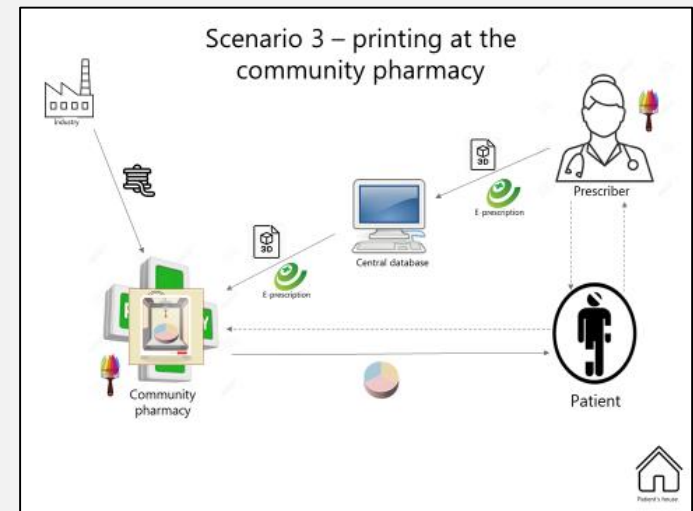 Scenario 3 – printing at the
community pharmacy
Industry
3D
Prescriber
E-prescription
3D
Central database
E-prescription
Community
pharmacy
Patient
Patient's house